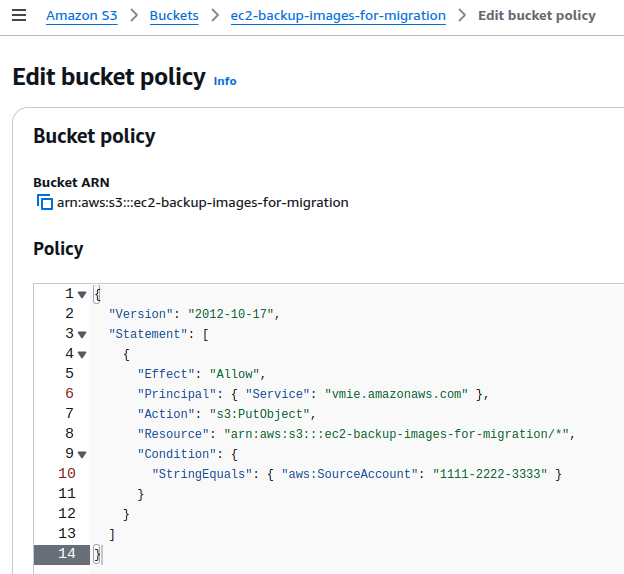 Amazon S3 > Buckets > ec2-backup-images-for-migration > Edit bucket policy
Edit bucket policy Info
Bucket policy
Bucket ARN
arn:aws:s3:::ec2-backup-images-for-migration
Policy
1 {
2 "Version": "2012-10-17",
3 "Statement": [
4 {
5 "Effect": "Allow",
6 "Principal": { "Service": "vmie.amazonaws.com" },
7 "Action": "s3:PutObject",
8 "Resource": "arn:aws:s3:::ec2-backup-images-for-migration/*",
9 "Condition": {
10 "StringEquals": { "aws:SourceAccount": "1111-2222-3333" }
11 }
12 }
13 ]
14 }